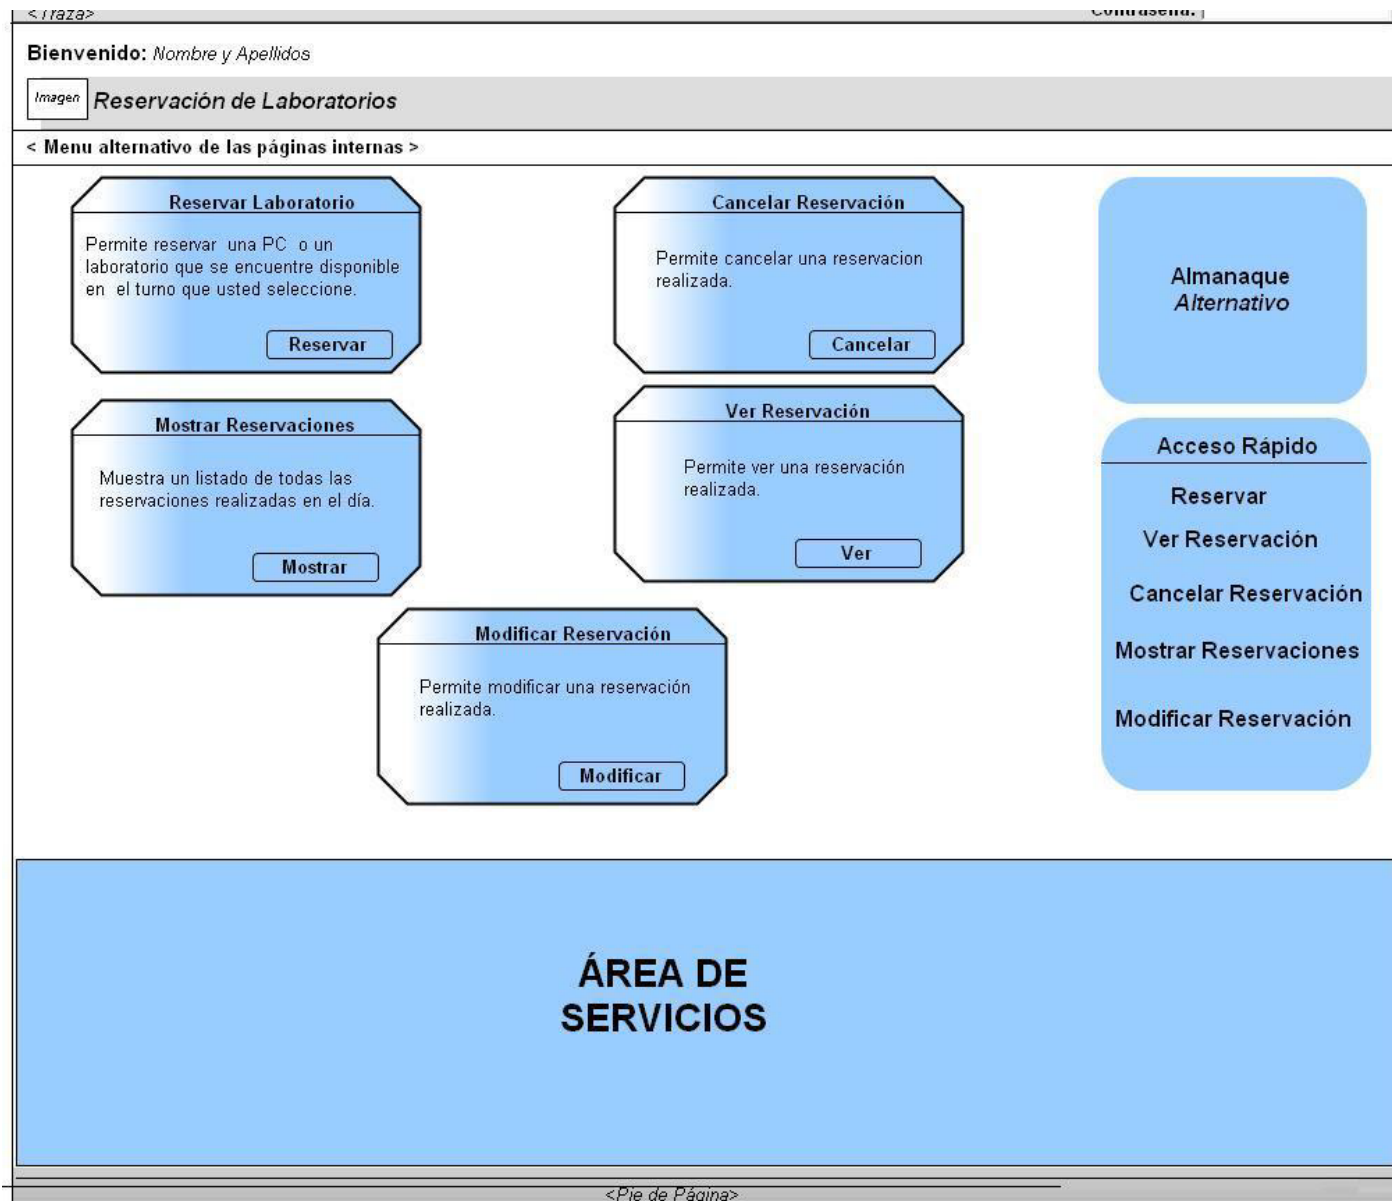 <Traza>
Contraseña:
Bienvenido: Nombre y Apellidos
Imagen
Reservación de Laboratorios
< Menu alternativo de las páginas internas >
Reservar Laboratorio
Permite reservar una PC o un
laboratorio que se encuentre disponible
en el turno que usted seleccione.
Reservar
Cancelar Reservación
Permite cancelar una reservacion
realizada.
Cancelar
Mostrar Reservaciones
Muestra un listado de todas las
reservaciones realizadas en el día.
Mostrar
Ver Reservación
Permite ver una reservación
realizada.
Ver
Modificar Reservación
Permite modificar una reservación
realizada.
Modificar
Almanaque
Alternativo
Acceso Rápido
Reservar
Ver Reservación
Cancelar Reservación
Mostrar Reservaciones
Modificar Reservación
ÁREA DE
SERVICIOS
<Pie de Página>